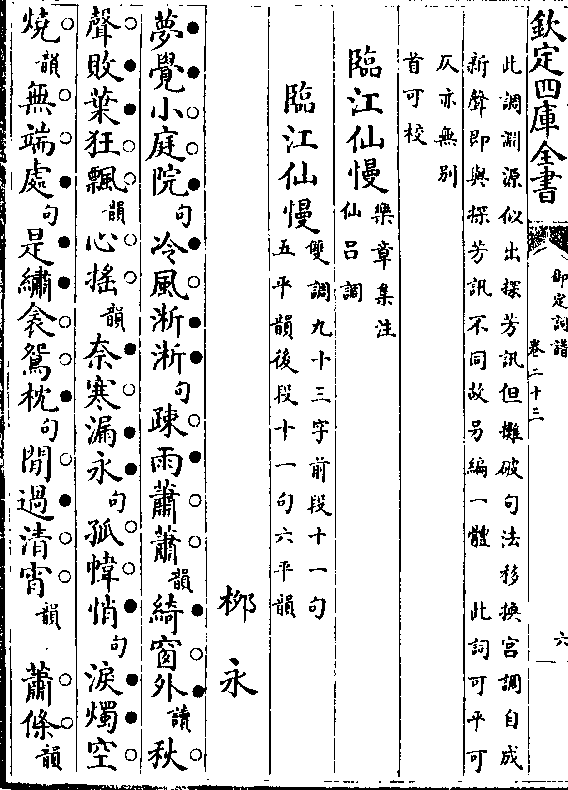 欽定四庫全書
御定詞譜
卷二十三
六
此調淵源似出探芳訊但攤破句法移換宮調自成
新聲即與探芳訊不同故另編一體 此詞可平可
仄亦無別
首可校
臨江仙慢
樂章集注
仙呂調
臨江仙慢
雙調九十三字前段十一句
五平韻後段十一句六平韻
柳永
夢覺小庭院句冷風淅淅句疎雨蕭蕭韻綺窗外讀秋
聲敗葉狂飄韻心搖韻奈寒漏永句孤幃悄句淚燭空
燒韻無端處句是繡衾鴛枕句閒過清宵韻 蕭條韻